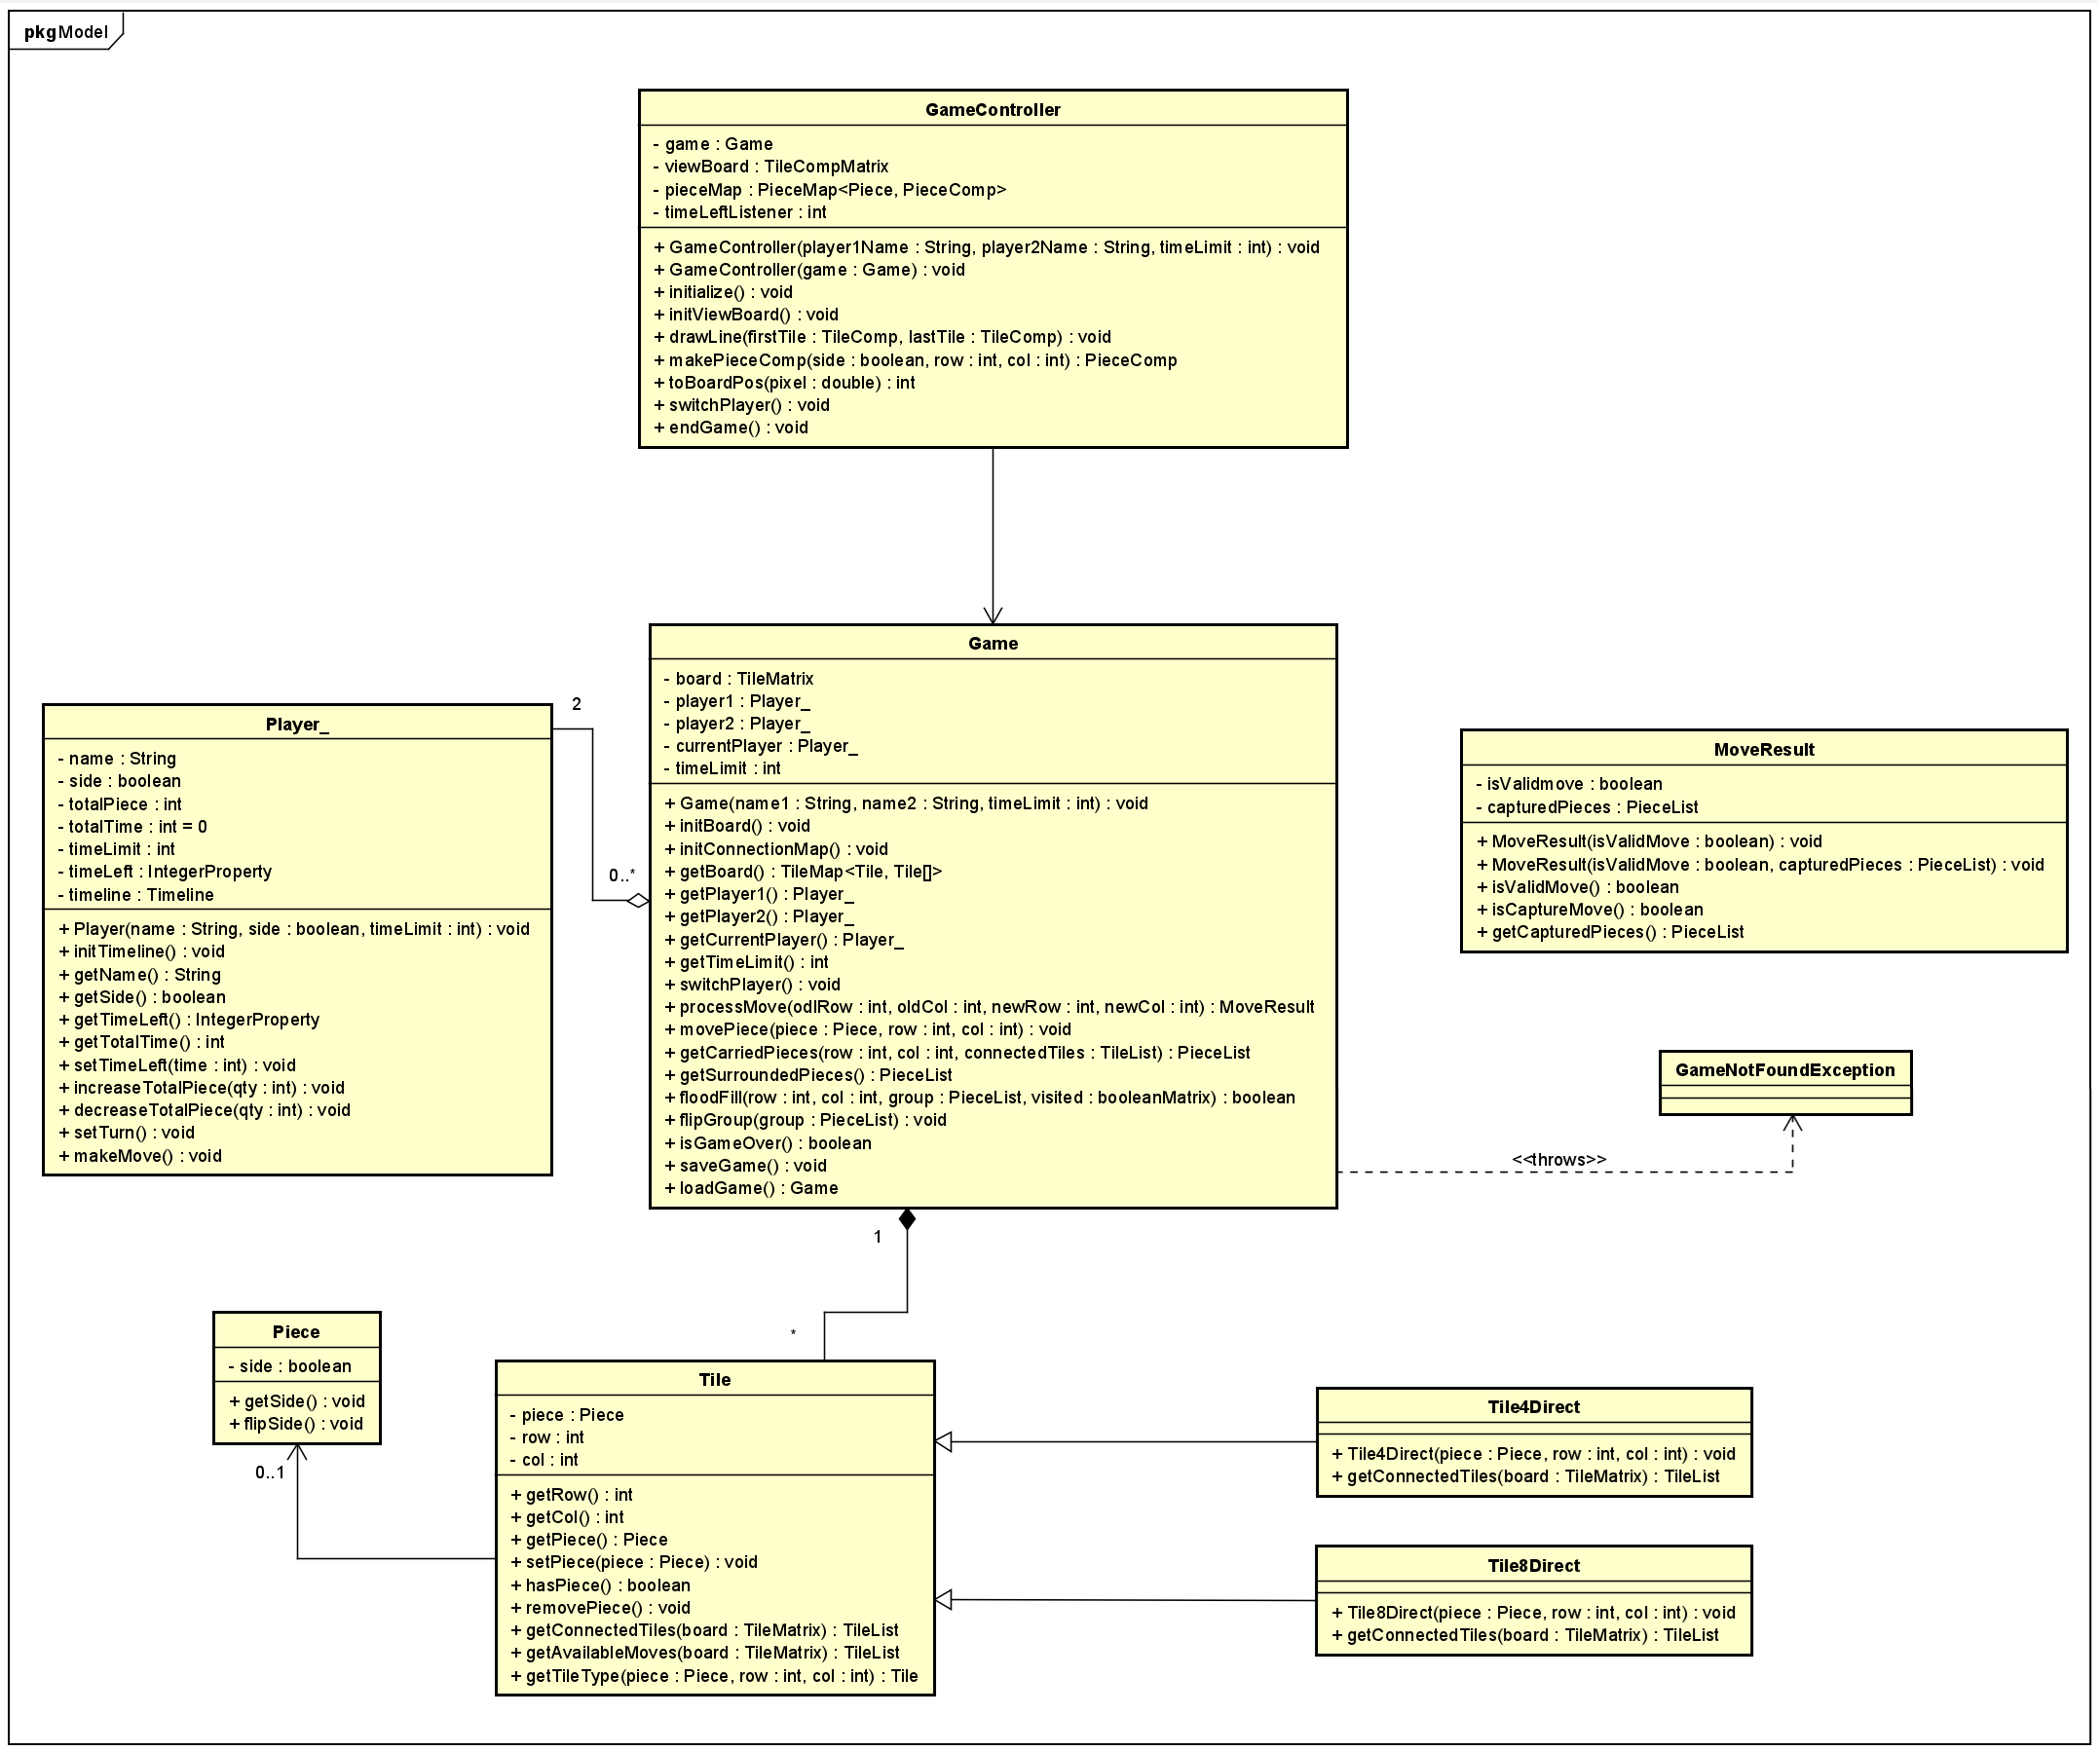 pkg Model
GameController
- game : Game
- viewBoard : TileCompMatrix
- pieceMap : PieceMap<Piece, PieceComp>
- timeLeftListener : int
+ GameController(player1Name : String, player2Name : String, timeLimit : int) : void
+ GameController(game : Game) : void
+ initialize() : void
+ initViewBoard() : void
+ drawLine(firstTile : TileComp, lastTile : TileComp) : void
+ makePieceComp(side : boolean, row : int, col : int) : PieceComp
+ toBoardPos(pixel : double) : int
+ switchPlayer() : void
+ endGame() : void
Game
- board : TileMatrix
- player1 : Player_
- player2 : Player_
- currentPlayer : Player_
- timeLimit : int
+ Game(name1 : String, name2 : String, timeLimit : int) : void
+ initBoard() : void
+ initConnectionMap() : void
+ getBoard() : TileMap<Tile, Tile[]>
+ getPlayer1() : Player_
+ getPlayer2() : Player_
+ getCurrentPlayer() : Player_
+ getTimeLimit() : int
+ switchPlayer() : void
+ processMove(odlRow : int, oldCol : int, newRow : int, newCol : int) : MoveResult
+ movePiece(piece : Piece, row : int, col : int) : void
+ getCarriedPieces(row : int, col : int, connectedTiles : TileList) : PieceList
+ getSurroundedPieces() : PieceList
+ floodFill(row : int, col : int, group : PieceList, visited : booleanMatrix) : boolean
+ flipGroup(group : PieceList) : void
+ isGameOver() : boolean
+ saveGame() : void
+ loadGame() : Game
2
0..*
Player_
- name : String
- side : boolean
- totalPiece : int
- totalTime : int = 0
- timeLimit : int
- timeLeft : IntegerProperty
- timeline : Timeline
+ Player(name : String, side : boolean, timeLimit : int) : void
+ initTimeline() : void
+ getName() : String
+ getSide() : boolean
+ getTimeLeft() : IntegerProperty
+ getTotalTime() : int
+ setTimeLeft(time : int) : void
+ increaseTotalPiece(qty : int) : void
+ decreaseTotalPiece(qty : int) : void
+ setTurn() : void
+ makeMove() : void
MoveResult
- isValidmove : boolean
- capturedPieces : PieceList
+ MoveResult(isValidMove : boolean) : void
+ MoveResult(isValidMove : boolean, capturedPieces : PieceList) : void
+ isValidMove() : boolean
+ isCaptureMove() : boolean
+ getCapturedPieces() : PieceList
GameNotFoundException
<<throws>>
1
*
Piece
- side : boolean
+ getSide() : void
+ flipSide() : void
0..1
Tile
- piece : Piece
- row : int
- col : int
+ getRow() : int
+ getCol() : int
+ getPiece() : Piece
+ setPiece(piece : Piece) : void
+ hasPiece() : boolean
+ removePiece() : void
+ getConnectedTiles(board : TileMatrix) : TileList
+ getAvailableMoves(board : TileMatrix) : TileList
+ getTileType(piece : Piece, row : int, col : int) : Tile
Tile4Direct
+ Tile4Direct(piece : Piece, row : int, col : int) : void
+ getConnectedTiles(board : TileMatrix) : TileList
Tile8Direct
+ Tile8Direct(piece : Piece, row : int, col : int) : void
+ getConnectedTiles(board : TileMatrix) : TileList